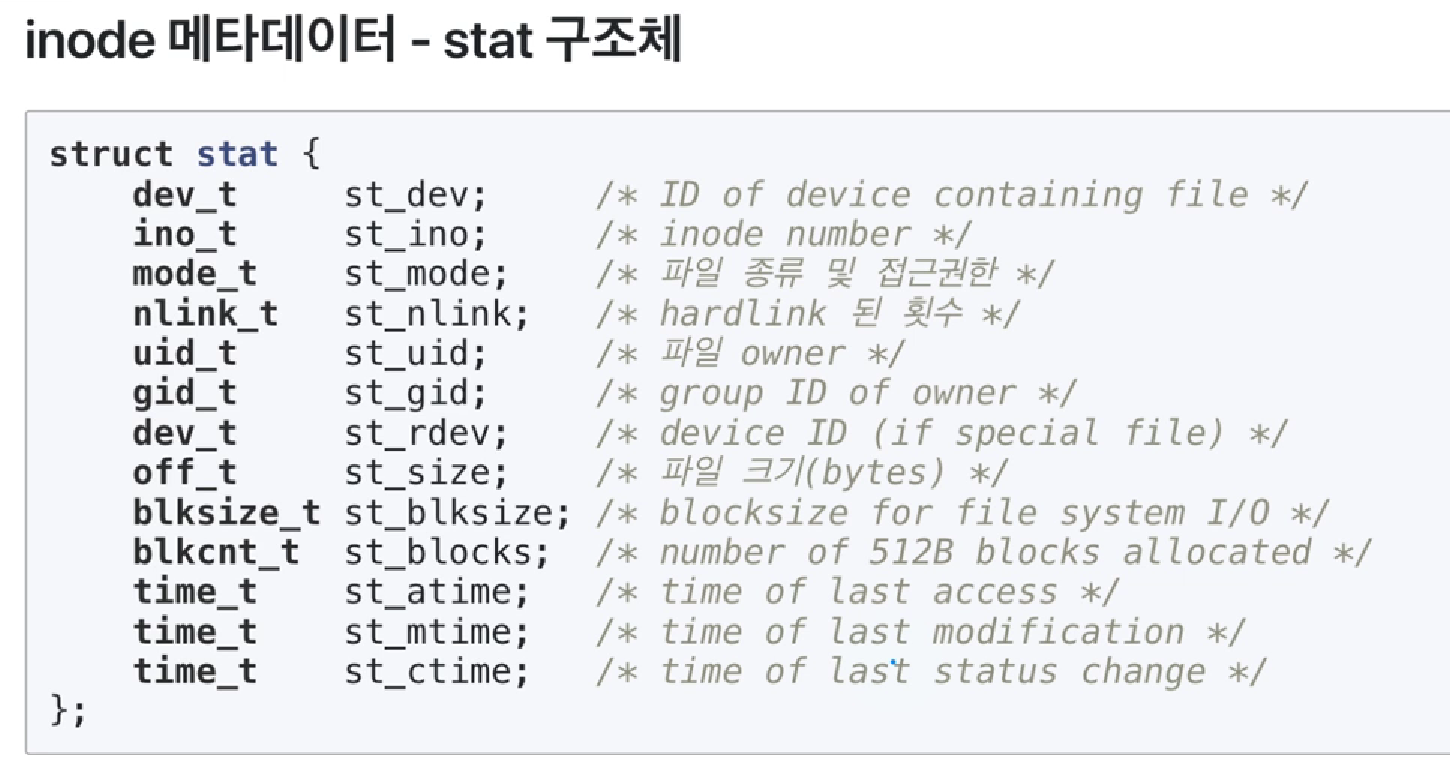 inode 메타데이터 - stat 구조체
struct stat {
    dev_t     st_dev;     /* ID of device containing file */
    ino_t     st_ino;     /* inode number */
    mode_t    st_mode;    /* 파일 종류 및 접근권한 */
    nlink_t   st_nlink;   /* hardlink 된 횟수 */
    uid_t     st_uid;     /* 파일 owner */
    gid_t     st_gid;     /* group ID of owner */
    dev_t     st_rdev;    /* device ID (if special file) */
    off_t     st_size;    /* 파일 크기(bytes) */
    blksize_t st_blksize; /* blocksize for file system I/O */
    blkcnt_t  st_blocks;  /* number of 512B blocks allocated */
    time_t    st_atime;   /* time of last access */
    time_t    st_mtime;   /* time of last modification */
    time_t    st_ctime;   /* time of last status change */
};